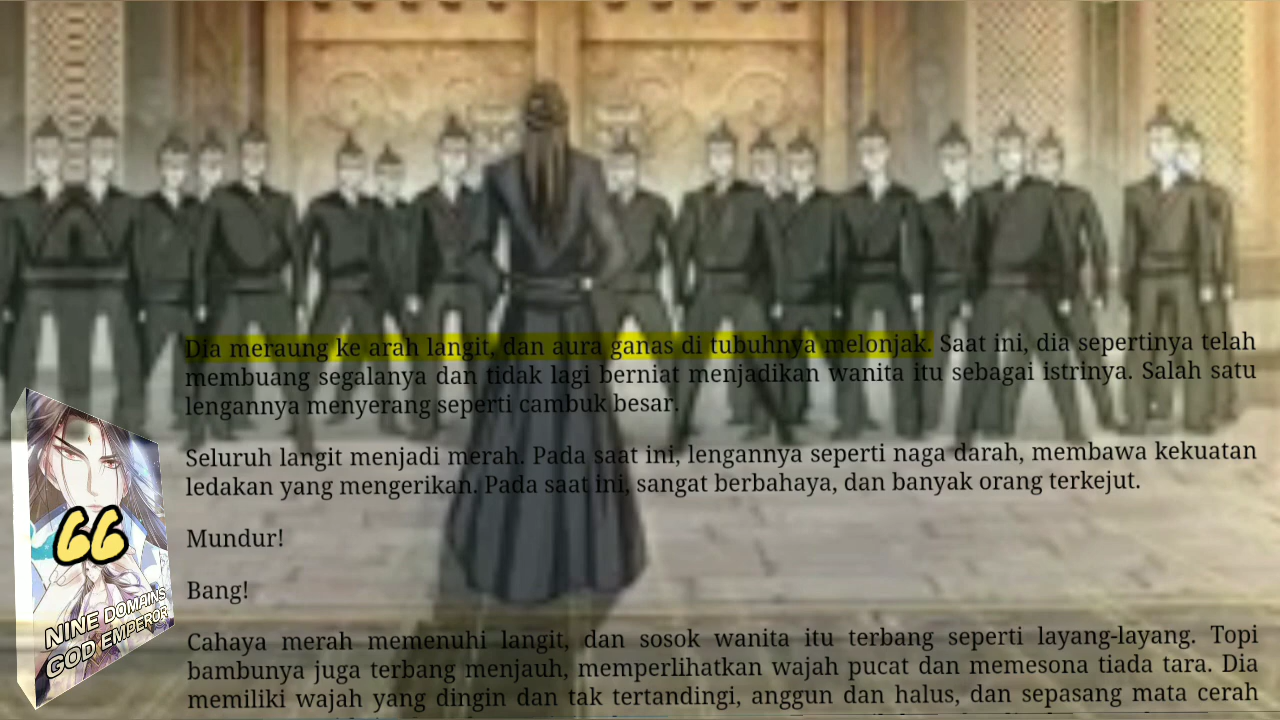 Dia meraung ke arah langit, dan aura ganas di tubuhnya melonjak. Saat ini, dia sepertinya telah
membuang segalanya dan tidak lagi berniat menjadikan wanita itu sebagai istrinya. Salah satu
lengannya menyerang seperti cambuk besar.
Seluruh langit menjadi merah. Pada saat ini, lengannya seperti naga darah, membawa kekuatan
ledakan yang mengerikan. Pada saat ini, sangat berbahaya, dan banyak orang terkejut.
Mundur!
Bang!
Cahaya merah memenuhi langit, dan sosok wanita itu terbang seperti layang-layang. Topi
bambunya juga terbang menjauh, memperlihatkan wajah pucat dan memesona tiada tara. Dia
memiliki wajah yang dingin dan tak tertandingi, anggun dan halus, dan sepasang mata cerah
66
NINE DOMAINS
GOD EMPEROR